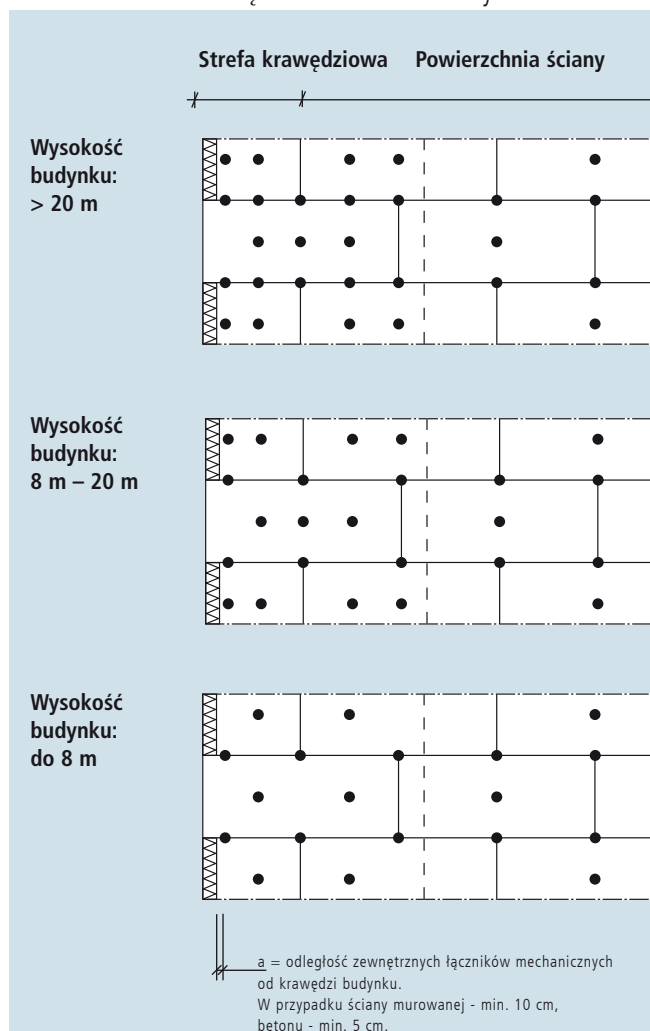 Strefa krawędziowa Powierzchnia ściany
Wysokość
budynku:
> 20 m
Wysokość
budynku:
8 m – 20 m
Wysokość
budynku:
do 8 m
a = odległość zewnętrznych łączników mechanicznych
od krawędzi budynku.
W przypadku ściany murowanej - min. 10 cm,
betonu - min. 5 cm.